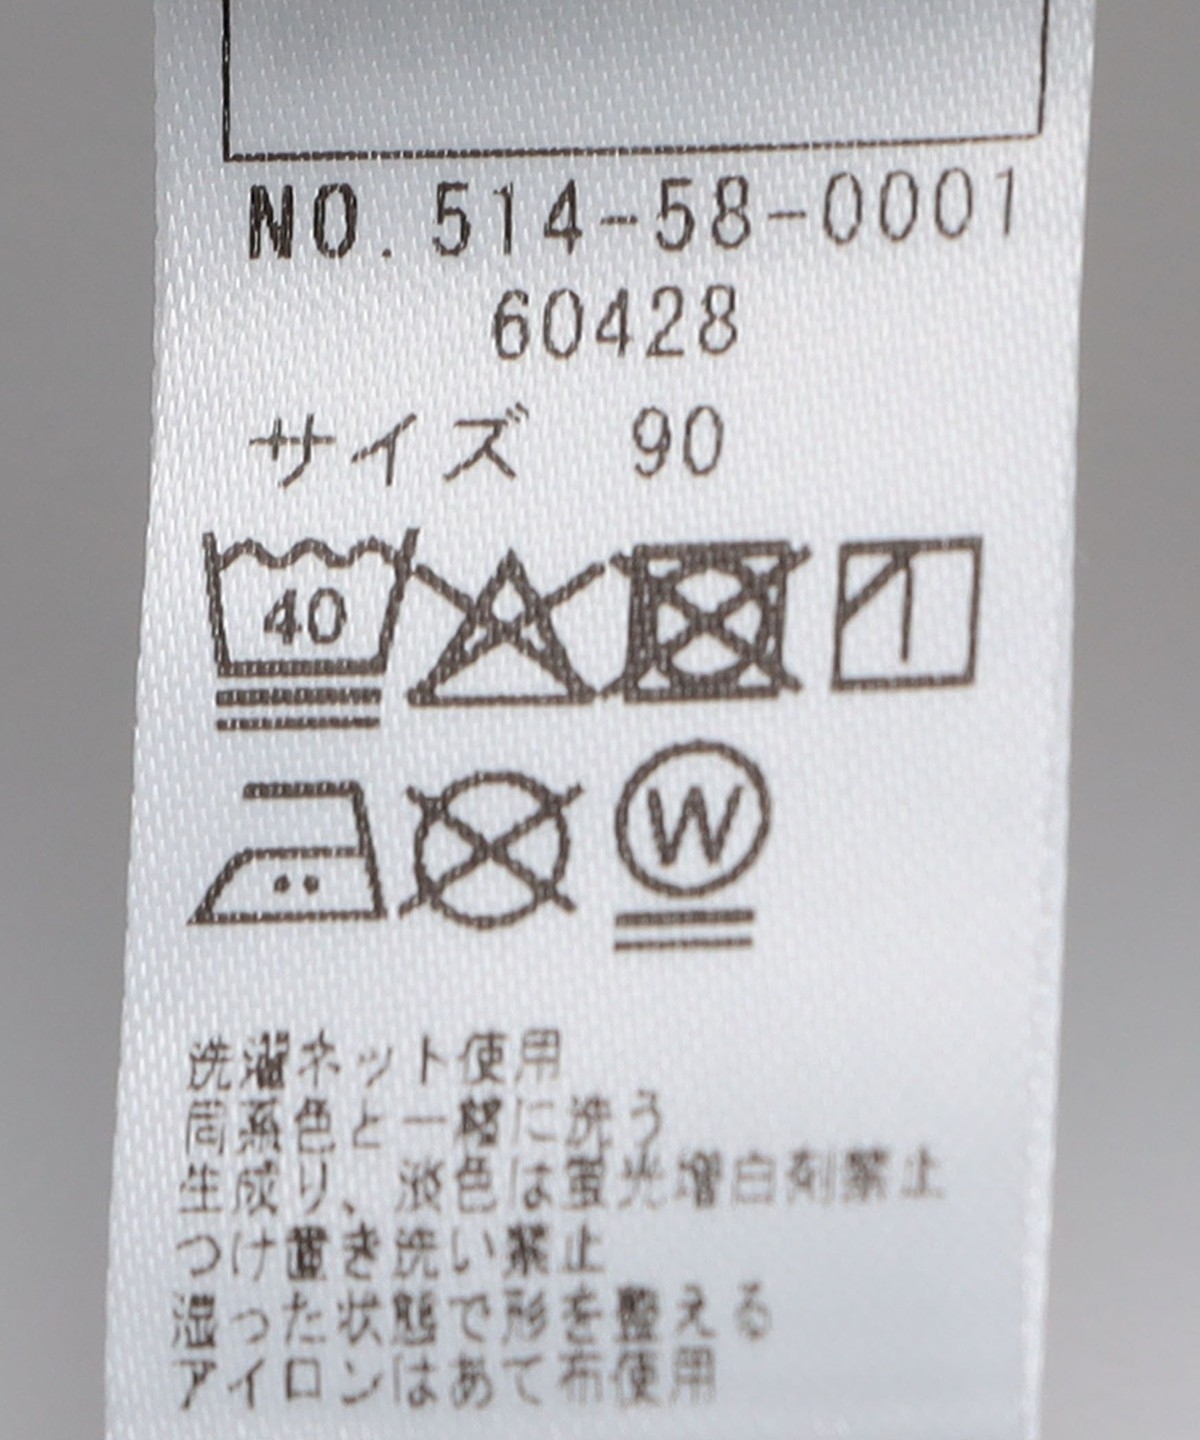 NO.514-58-0001
60428
サイズ 90
40
W
洗濯ネット使用
同系色と一緒に洗う
生成り、淡色は蛍光増白剤禁止
つけ置き洗い禁止
湿った状態で形を整える
アイロンはあて布使用